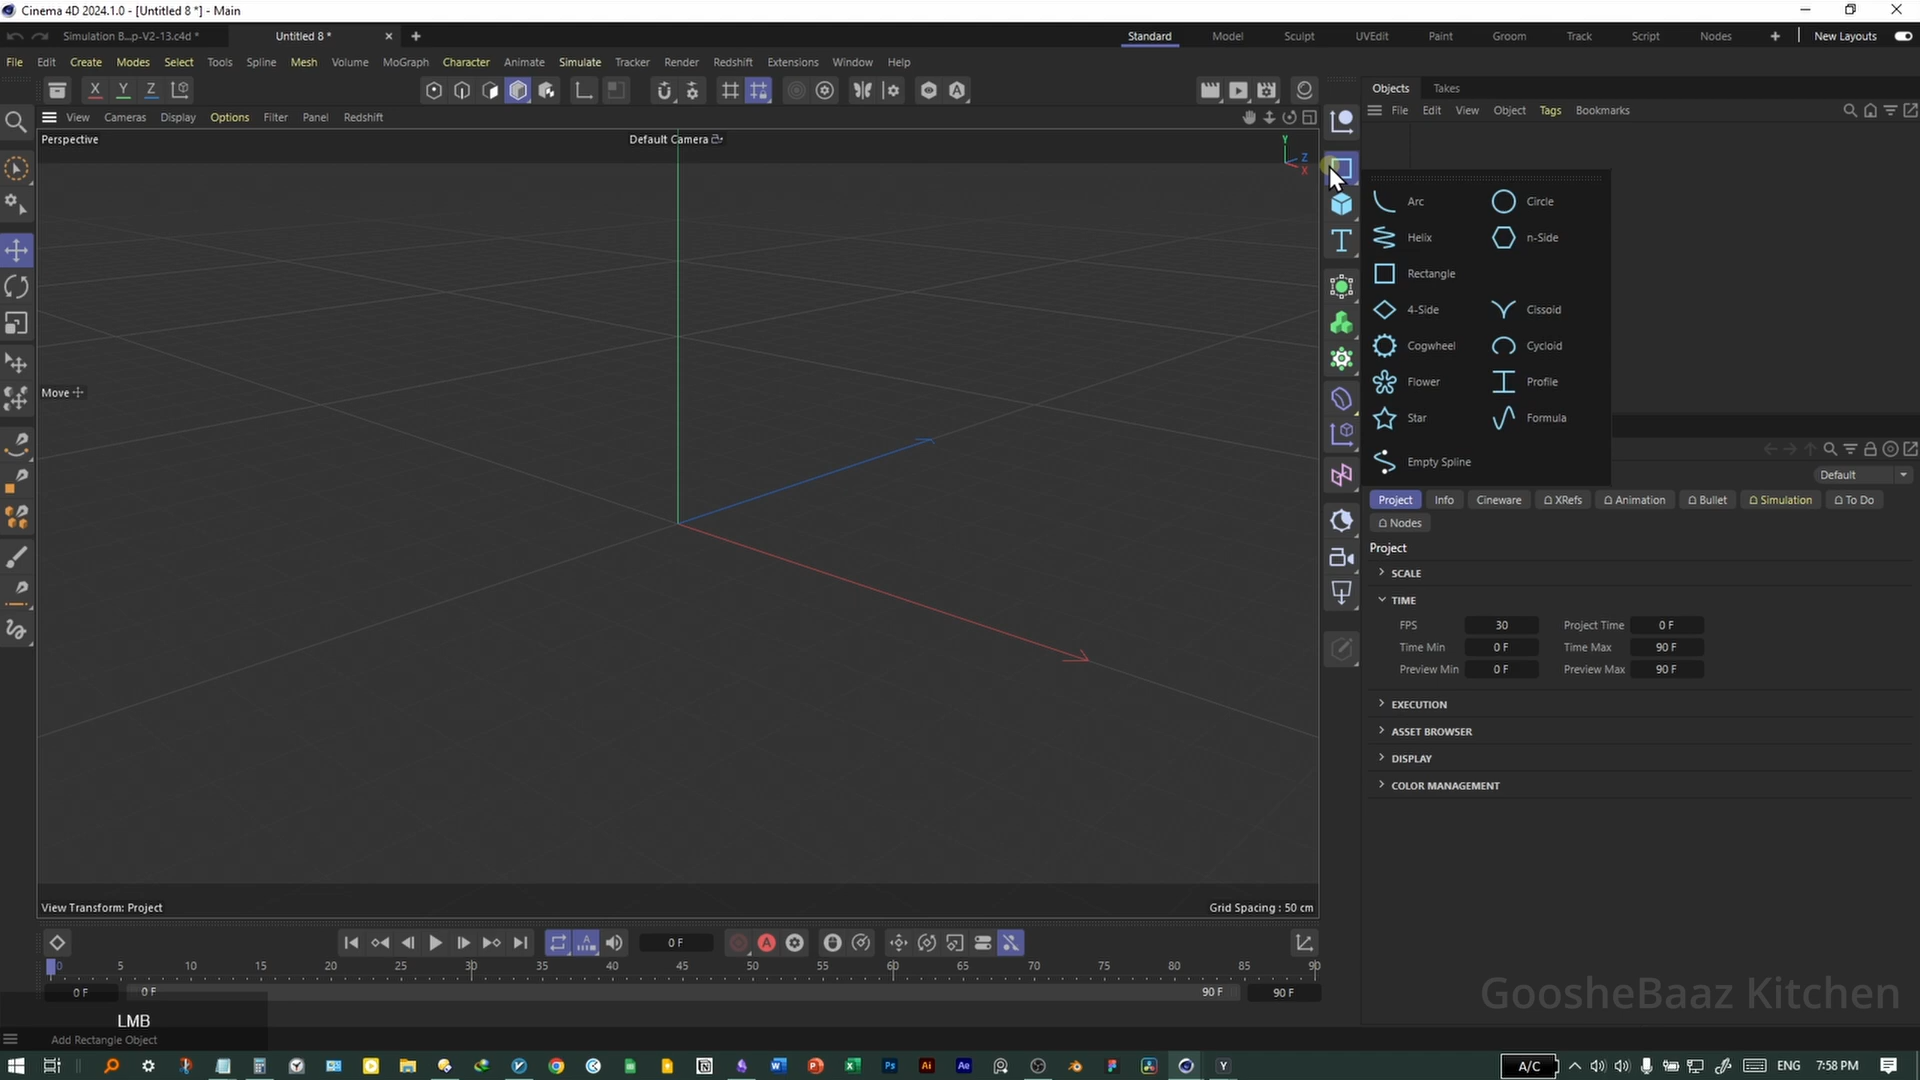 Cinema 4D 2024.1.0 - [Untitled 8 *] - Main
Simulation B...p-V2-13.c4d *
Untitled 8 *
Standard Model Sculpt UVEdit Paint Groom Track Script Nodes New Layouts
File Edit Create Modes Select Tools Spline Mesh Volume MoGraph Character Animate Simulate Tracker Render Redshift Extensions Window Help
X Y Z
Objects Takes
File Edit View Object Tags Bookmarks
View Cameras Display Options Filter Panel Redshift
Perspective
Default Camera
Y
Z
X
Arc Circle
Helix n-Side
Rectangle
4-Side Cissoid
Cogwheel Cycloid
Flower Profile
Star Formula
Empty Spline
Move
Default
Project Info Cineware XRefs Animation Bullet Simulation To Do
Nodes
Project
SCALE
TIME
FPS 30 Project Time 0 F
Time Min 0 F Time Max 90 F
Preview Min 0 F Preview Max 90 F
EXECUTION
ASSET BROWSER
DISPLAY
COLOR MANAGEMENT
View Transform: Project
Grid Spacing : 50 cm
0 F
0 5 10 15 20 25 30 35 40 45 50 55 60 65 70 75 80 85 90
0 F 0 F 90 F 90 F
GoosheBaaz Kitchen
LMB
Add Rectangle Object
A/C ENG 7:58 PM